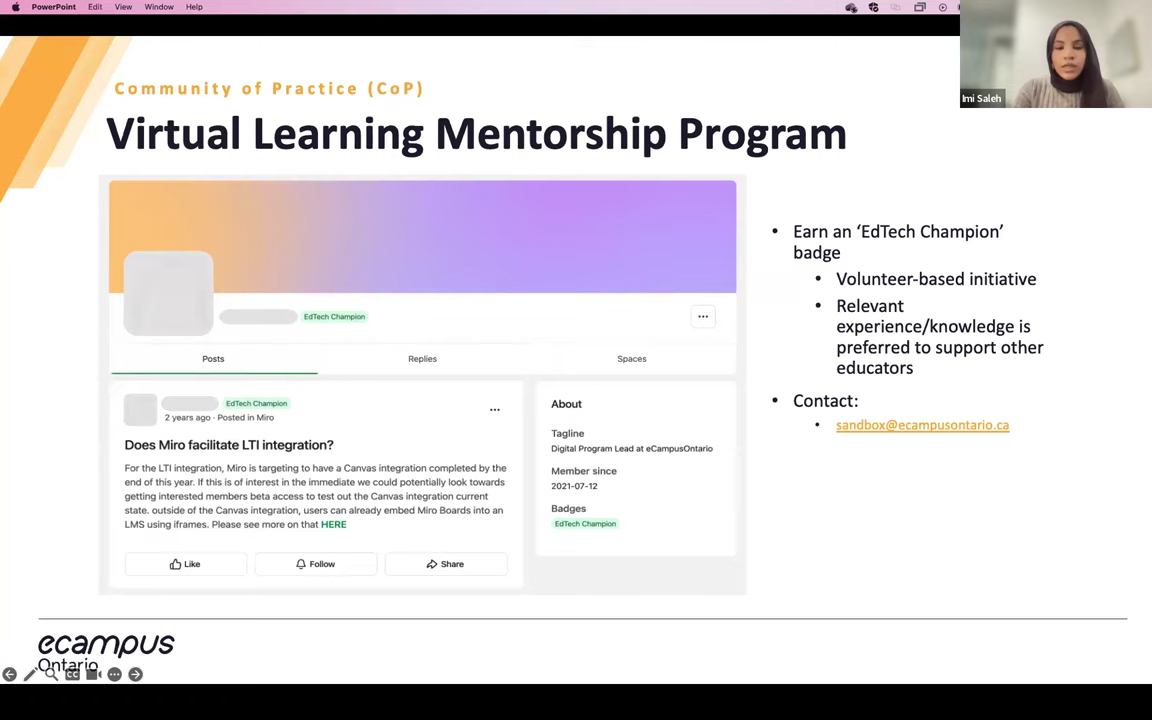 PowerPoint Edit View Window Help
Imi Saleh
Community of Practice (CoP)
Virtual Learning Mentorship Program
EdTech Champion
Posts Replies Spaces
EdTech Champion
2 years ago · Posted in Miro
Does Miro facilitate LTI integration?
For the LTI integration, Miro is targeting to have a Canvas integration completed by the
end of this year. If this is of interest in the immediate we could potentially look towards
getting interested members beta access to test out the Canvas integration current
state. outside of the Canvas integration, users can already embed Miro Boards into an
LMS using iframes. Please see more on that HERE
Like Follow Share
About
Tagline
Digital Program Lead at eCampusOntario
Member since
2021-07-12
Badges
EdTech Champion
• Earn an ‘EdTech Champion’
badge
• Volunteer-based initiative
• Relevant
experience/knowledge is
preferred to support other
educators
• Contact:
• sandbox@ecampusontario.ca
ecampus
Ontario
CC